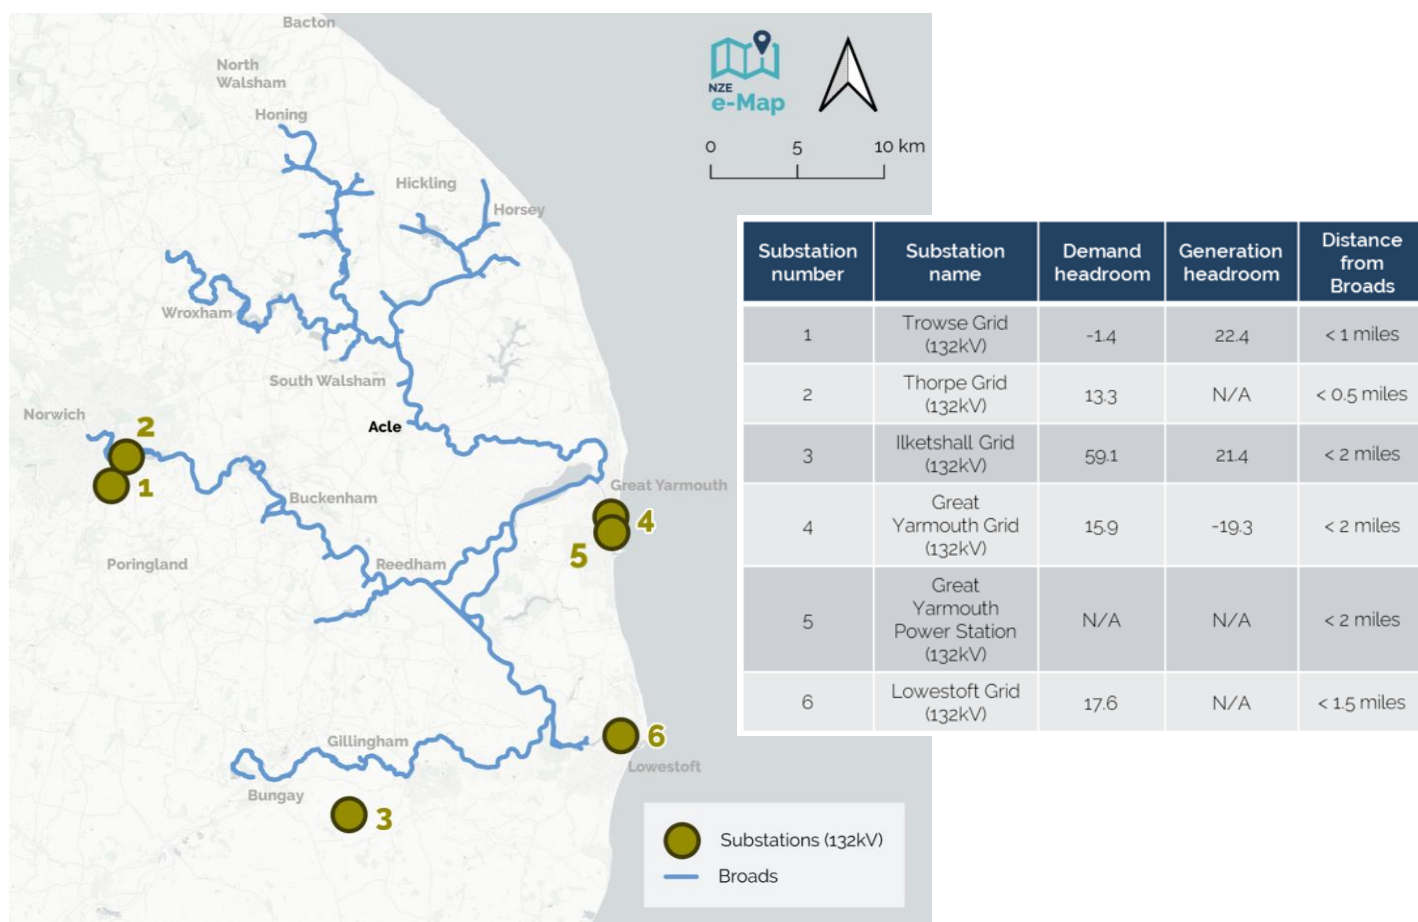 Bacton
North
Walsham
Honing
Hickling
Horsey
Wroxham
South Walsham
Norwich
Acle
2
1
Great Yarmouth
4
5
Buckenham
Poringland
Reedham
Gillingham
6
Lowestoft
Bungay
3
NZE
e-Map
0 5 10 km
Substation number
Substation name
Demand headroom
Generation headroom
Distance from Broads
1
Trowse Grid
(132kV)
-1.4
22.4
< 1 miles
2
Thorpe Grid
(132kV)
13.3
N/A
< 0.5 miles
3
Ilketshall Grid
(132kV)
59.1
21.4
< 2 miles
4
Great
Yarmouth Grid
(132kV)
15.9
-19.3
< 2 miles
5
Great
Yarmouth
Power Station
(132kV)
N/A
N/A
< 2 miles
6
Lowestoft Grid
(132kV)
17.6
N/A
< 1.5 miles
Substations (132kV)
Broads